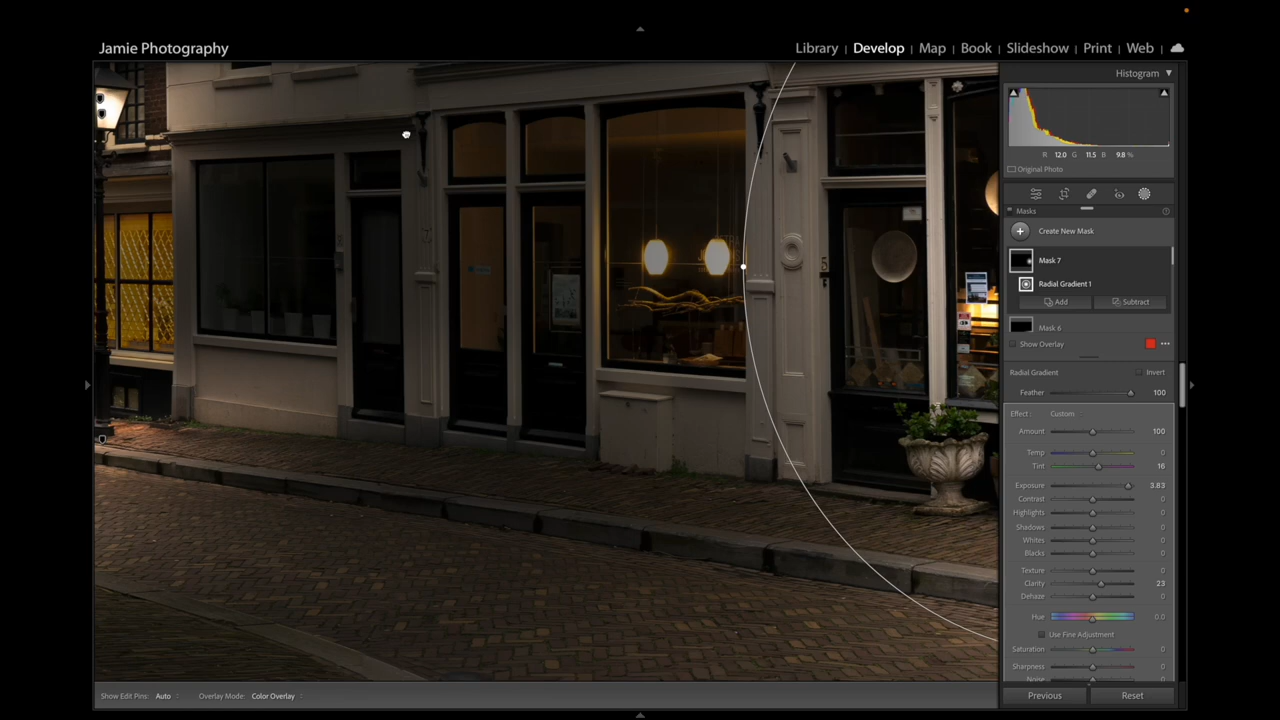 Jamie Photography
Library | Develop | Map | Book | Slideshow | Print | Web
Histogram
R 12.0 G 11.5 B 9.8 %
Original Photo
Masks
Create New Mask
Mask 7
Radial Gradient 1
Add Subtract
Mask 6
Show Overlay
Radial Gradient Invert
Feather 100
Effect : Custom
Amount 100
Temp 0
Tint 16
Exposure 3.83
Contrast 0
Highlights 0
Shadows 0
Whites 0
Blacks 0
Texture 0
Clarity 23
Dehaze 0
Hue 0.0
Use Fine Adjustment
Saturation 0
Sharpness 0
Noise 0
Show Edit Pins: Auto Overlay Mode: Color Overlay
Previous Reset
5